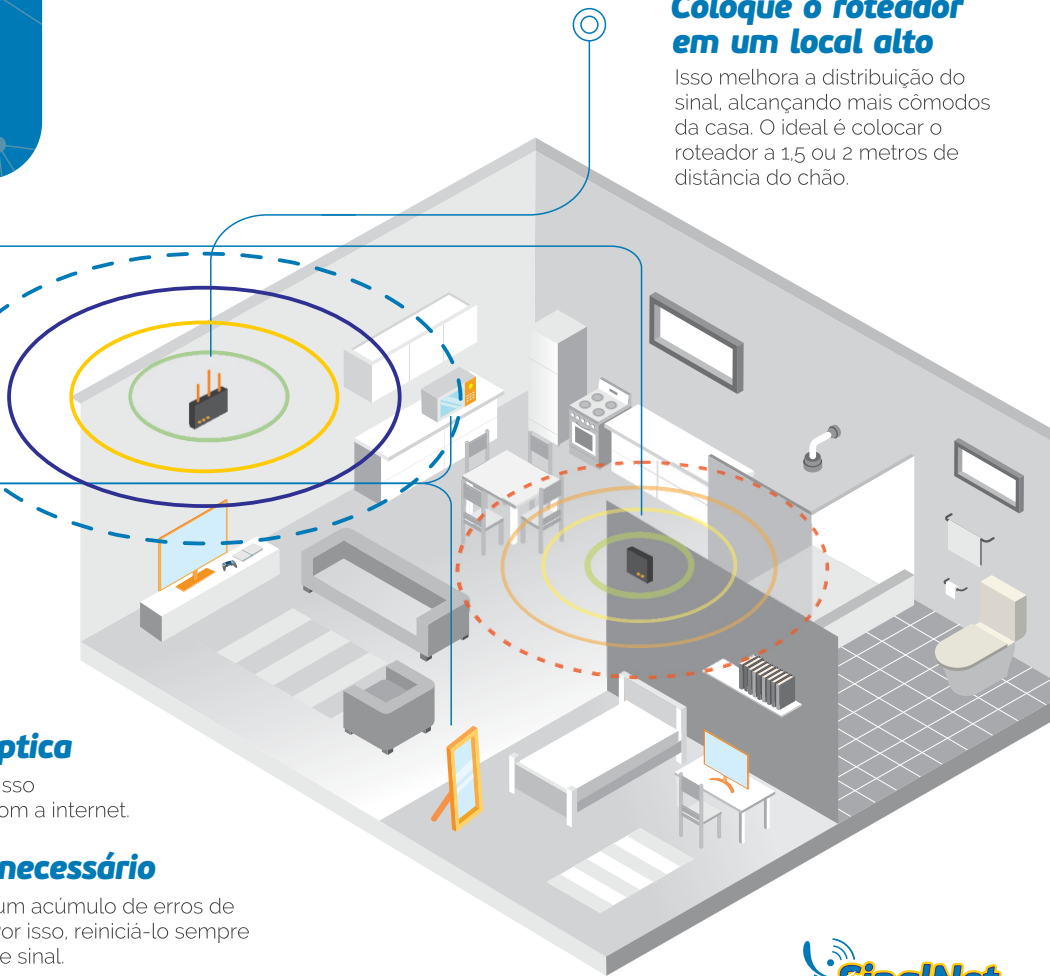 Coloque o roteador
em um local alto
Isso melhora a distribuição do
sinal, alcançando mais cômodos
da casa. O ideal é colocar o
roteador a 1,5 ou 2 metros de
distância do chão.
ptica
sso
om a internet.
necessário
um acúmulo de erros de
or isso, reiniciá-lo sempre
e sinal.
SinalNet